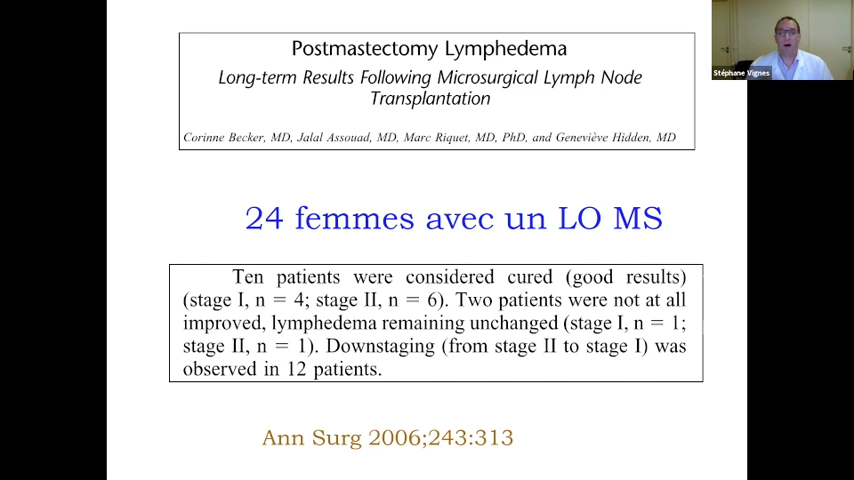 Postmastectomy Lymphedema
Long-term Results Following Microsurgical Lymph Node
Transplantation
Corinne Becker, MD, Jalal Assouad, MD, Marc Riquet, MD, PhD, and Geneviève Hidden, MD
Stéphane Vignes
24 femmes avec un LO MS
Ten patients were considered cured (good results)
(stage I, n = 4; stage II, n = 6). Two patients were not at all
improved, lymphedema remaining unchanged (stage I, n = 1;
stage II, n = 1). Downstaging (from stage II to stage I) was
observed in 12 patients.
Ann Surg 2006;243:313